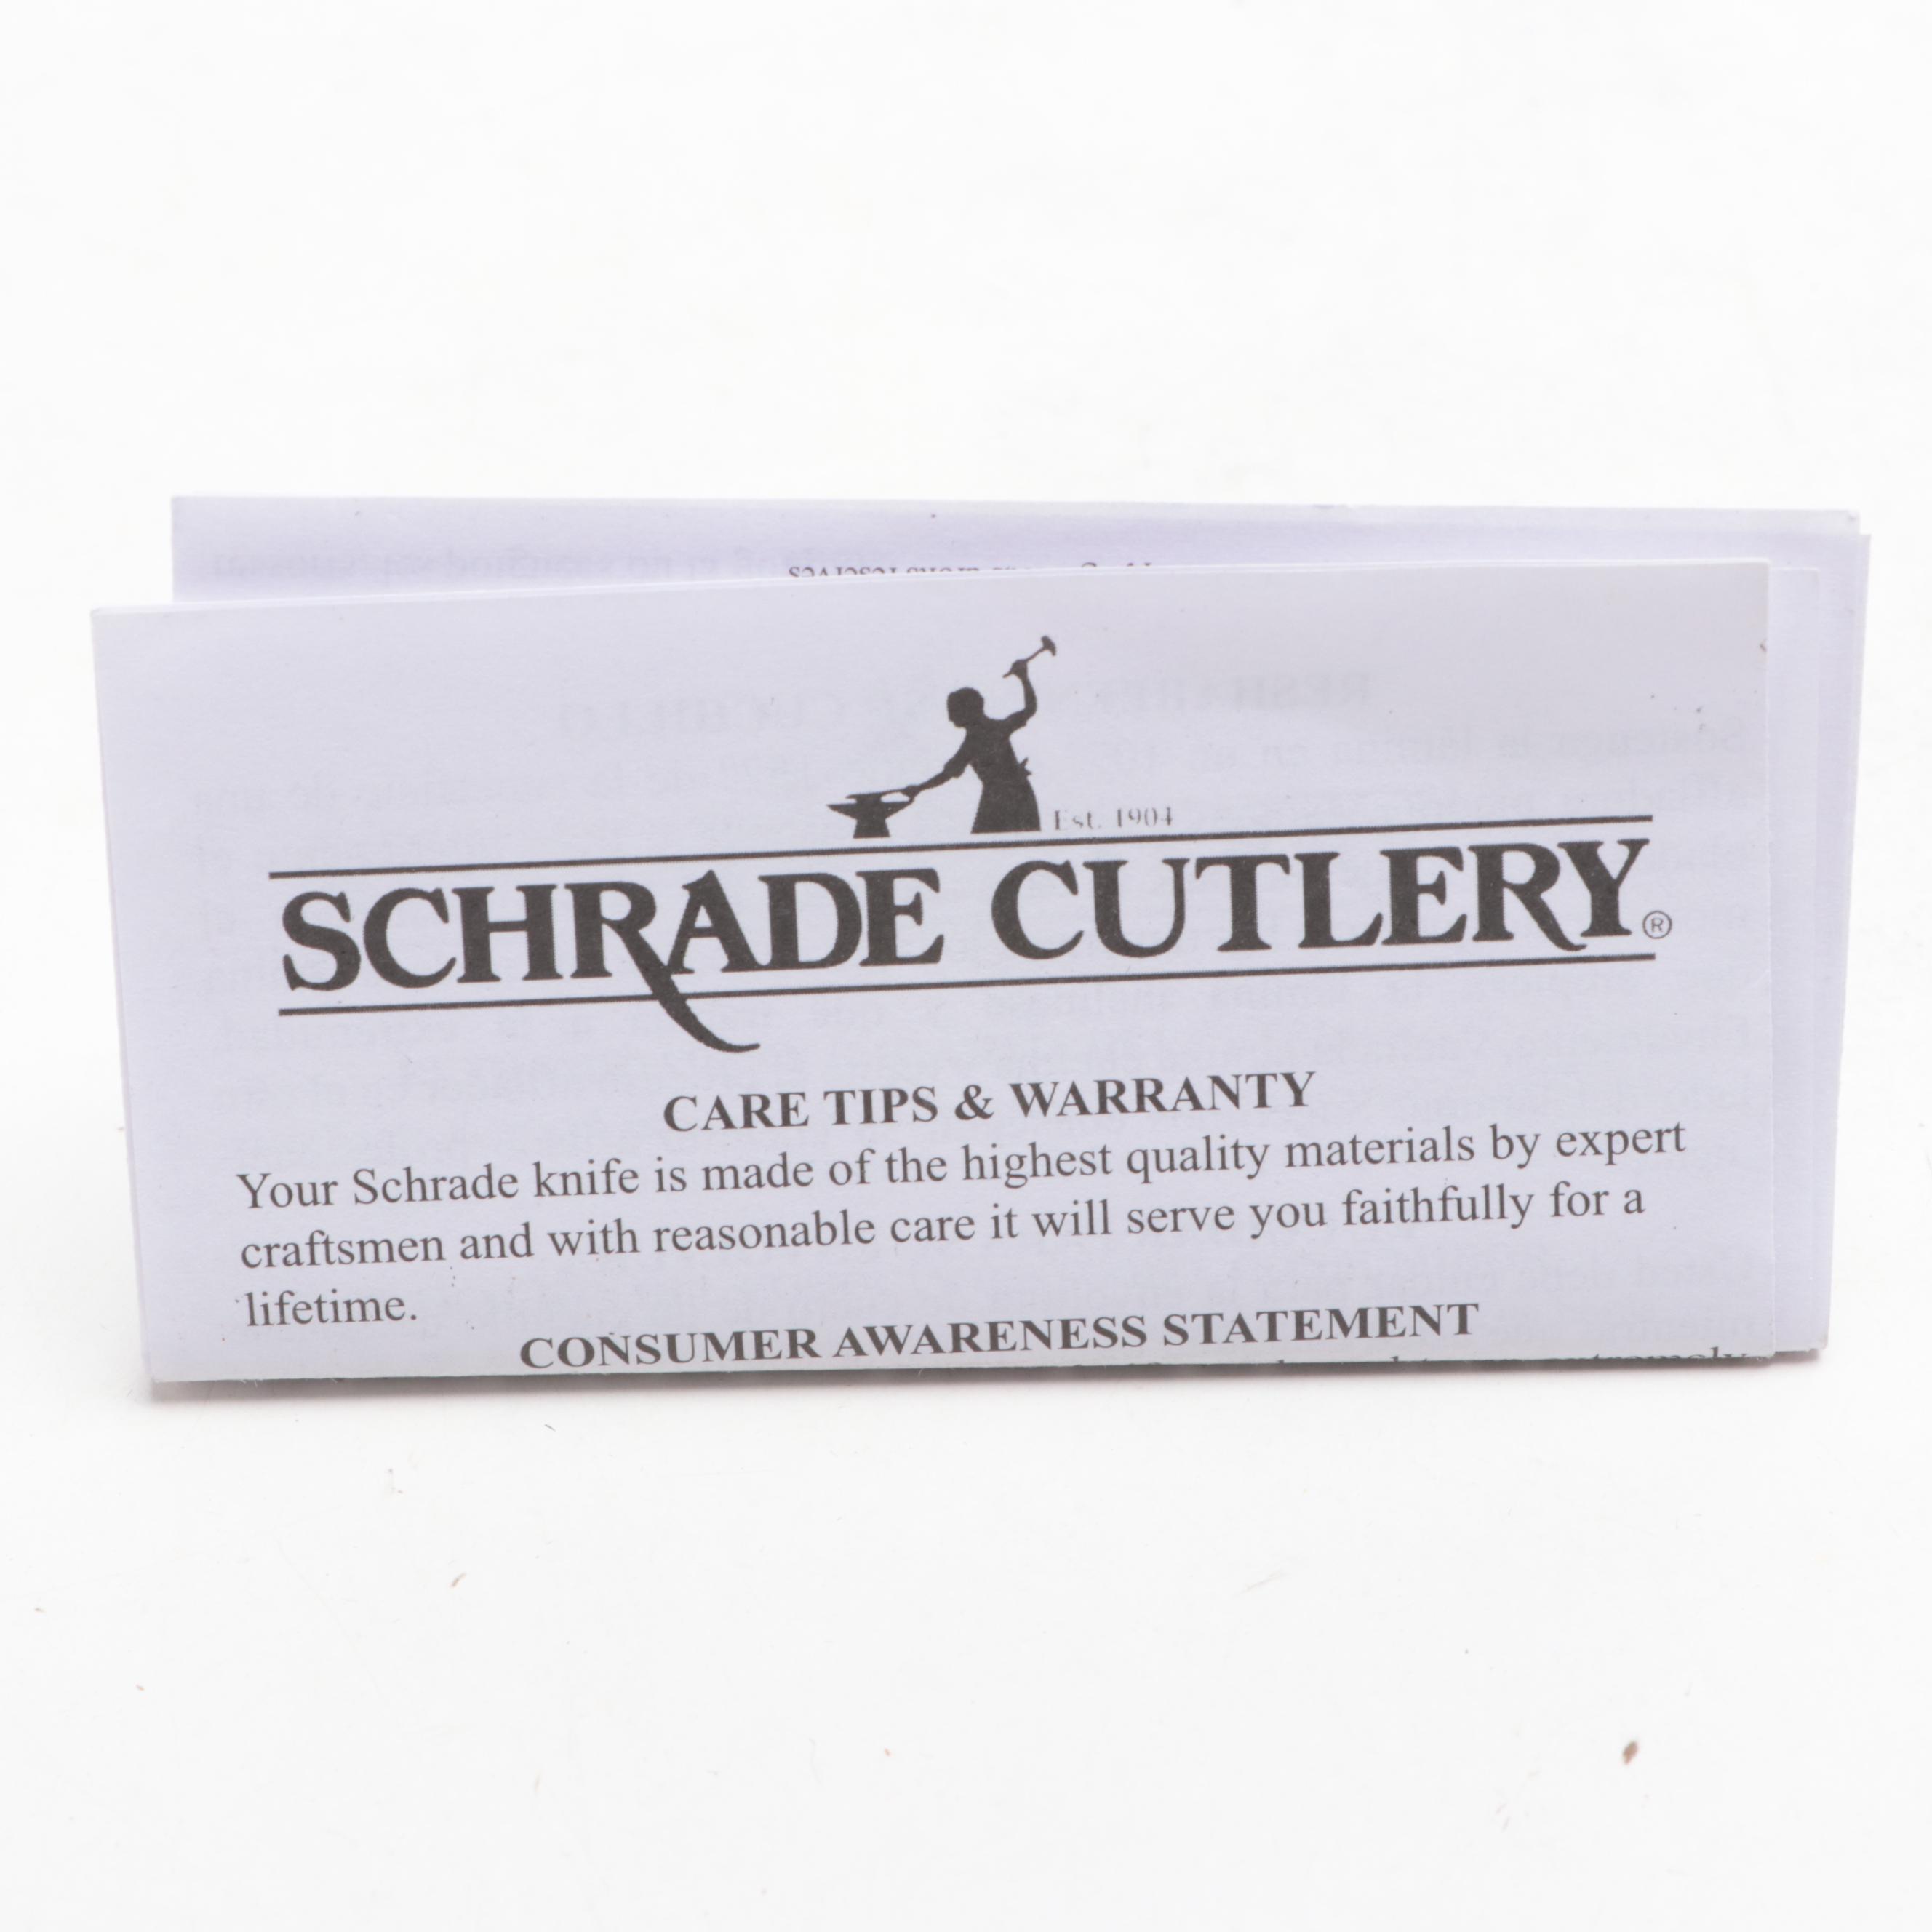 Est. 1904
SCHRADE CUTLERY®
CARE TIPS & WARRANTY
Your Schrade knife is made of the highest quality materials by expert
craftsmen and with reasonable care it will serve you faithfully for a
lifetime.
CONSUMER AWARENESS STATEMENT